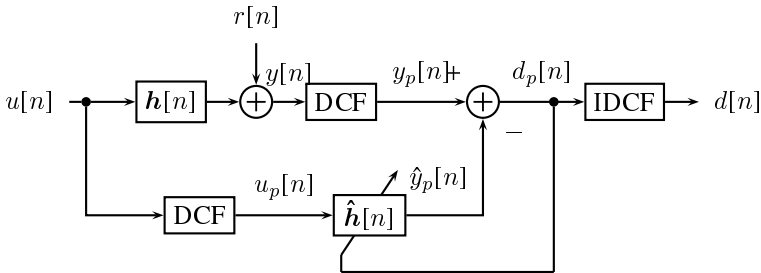 r[n]
y[n] y_p[n] + d_p[n]
u[n] h[n] + DCF + IDCF d[n]
−
u_p[n] ŷ_p[n]
DCF ĥ[n]